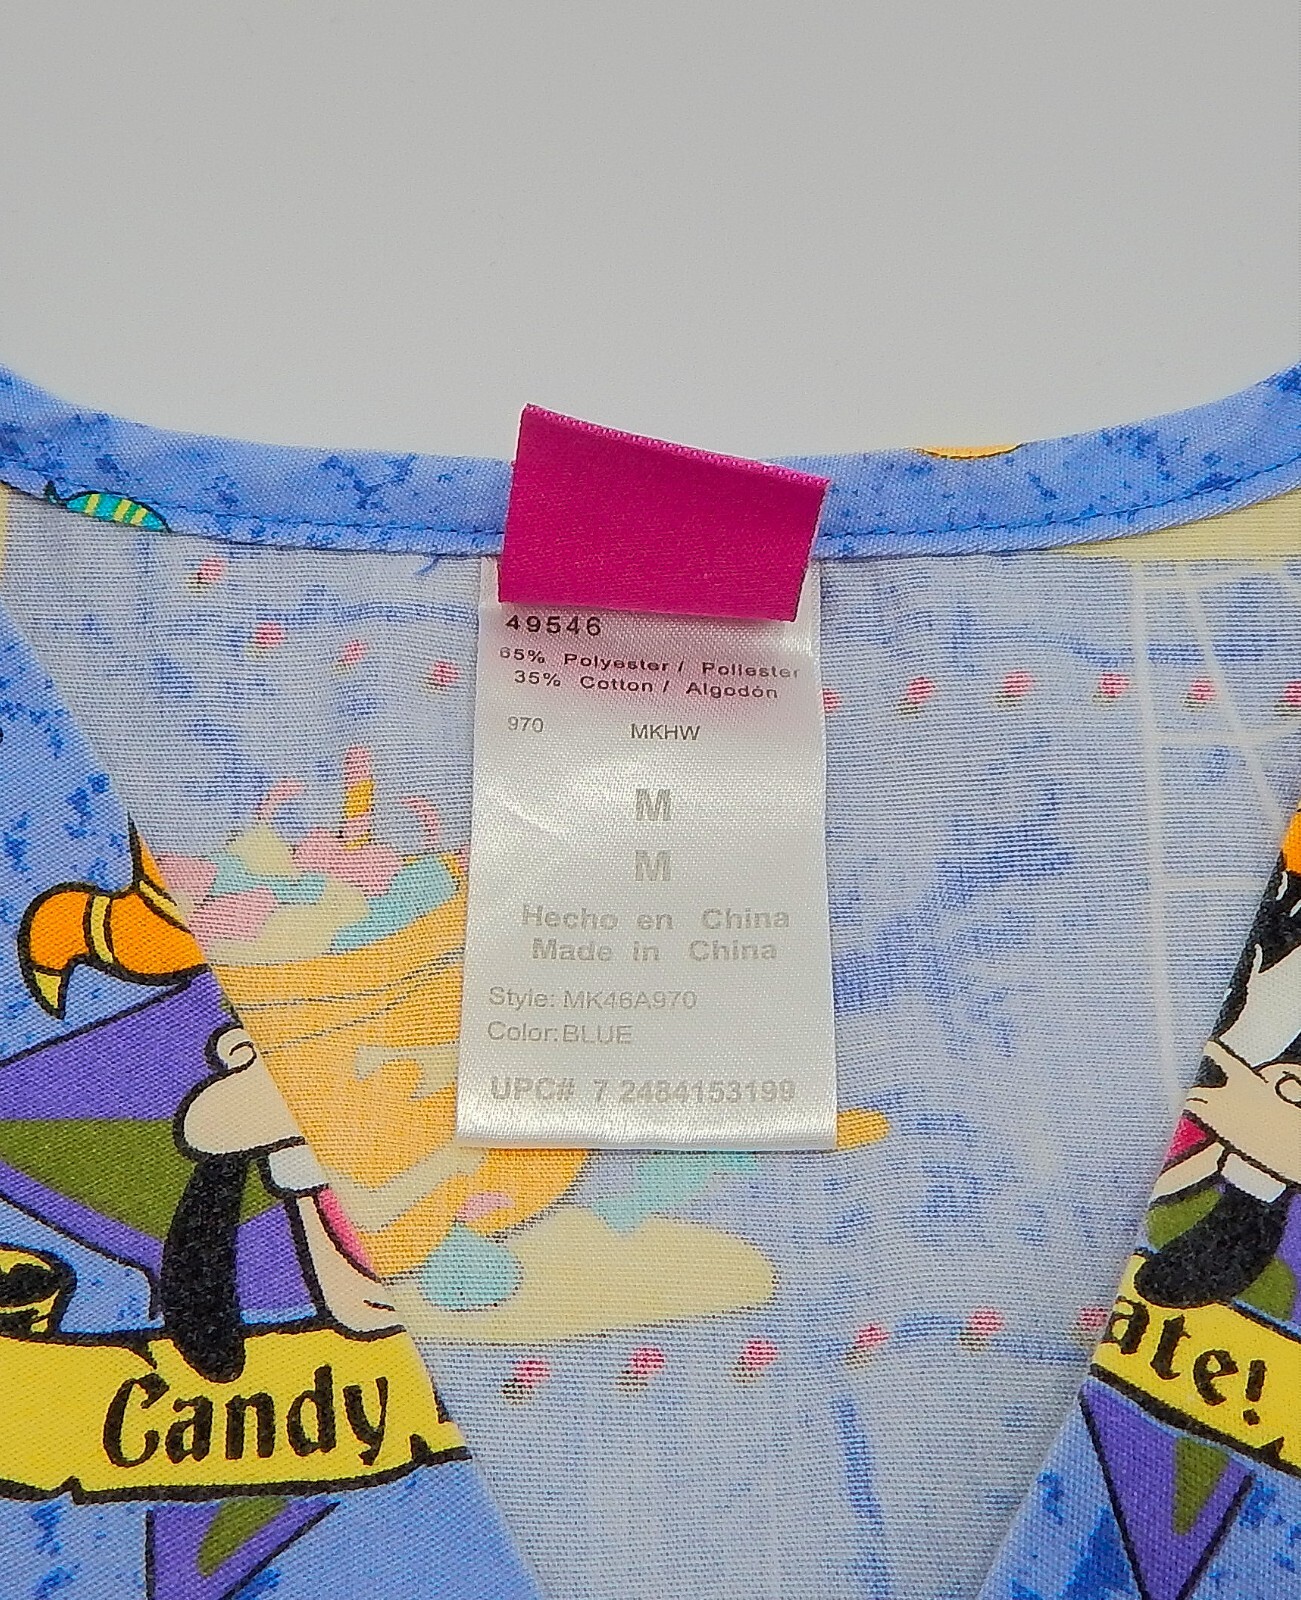 49546
65% Polyester / Poliester
35% Cotton / Algodón
970 MKHW
M
M
Hecho en China
Made in China
Style: MK46A970
Color:BLUE
UPC# 7 2484153199
Candy
ate!